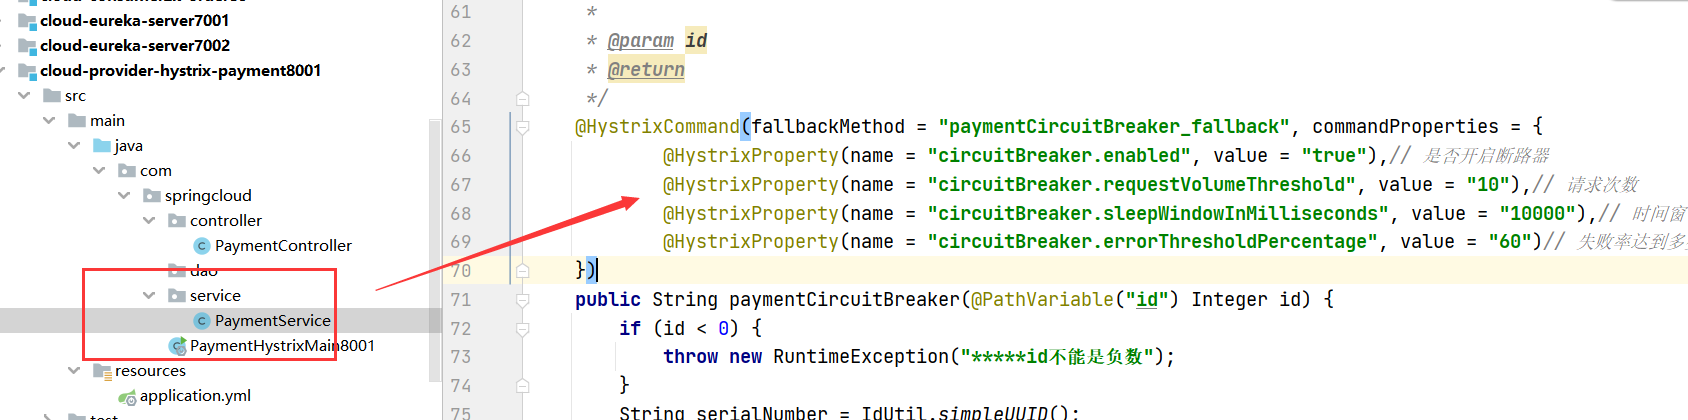 cloud-eureka-server7001
cloud-eureka-server7002
cloud-provider-hystrix-payment8001
src
main
java
com
springcloud
controller
PaymentController
dao
service
PaymentService
PaymentHystrixMain8001
resources
application.yml
test
61 *
62 * @param id
63 * @return
64 */
65 @HystrixCommand(fallbackMethod = "paymentCircuitBreaker_fallback", commandProperties = {
66 @HystrixProperty(name = "circuitBreaker.enabled", value = "true"),// 是否开启断路器
67 @HystrixProperty(name = "circuitBreaker.requestVolumeThreshold", value = "10"),// 请求次数
68 @HystrixProperty(name = "circuitBreaker.sleepWindowInMilliseconds", value = "10000"),// 时间窗
69 @HystrixProperty(name = "circuitBreaker.errorThresholdPercentage", value = "60")// 失败率达到多
70 })
71 public String paymentCircuitBreaker(@PathVariable("id") Integer id) {
72 if (id < 0) {
73 throw new RuntimeException("*****id不能是负数");
74 }
75 String serialNumber = IdUtil.simpleUUID();